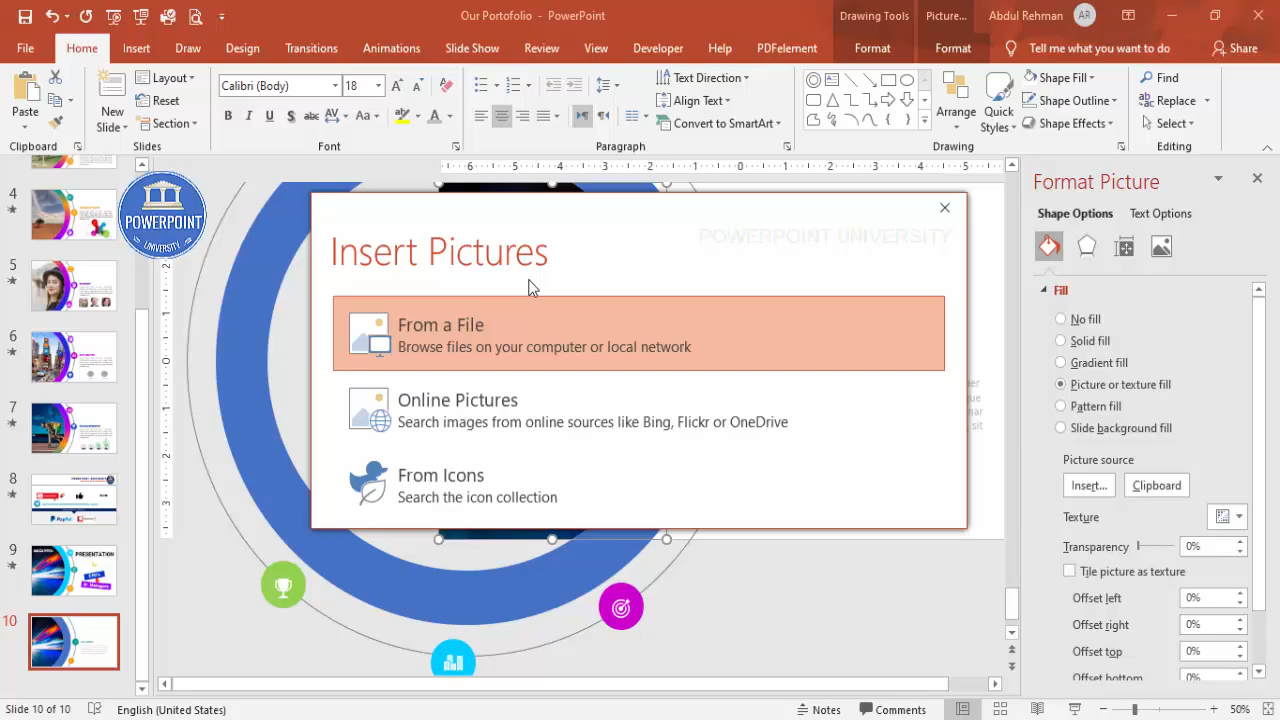 Our Portofolio - PowerPoint
Drawing Tools
Picture...
Abdul Rehman
AR
File
Home
Insert
Draw
Design
Transitions
Animations
Slide Show
Review
View
Developer
Help
PDFelement
Format
Format
Tell me what you want to do
Share
Paste
New
Slide
Layout
Reset
Section
Calibri (Body)
18
Text Direction
Align Text
Convert to SmartArt
Arrange
Quick
Styles
Shape Fill
Shape Outline
Shape Effects
Find
Replace
Select
Clipboard
Slides
Font
Paragraph
Drawing
Editing
4
5
6
7
8
9
10
POWERPOINT
UNIVERSITY
Insert Pictures
POWERPOINT UNIVERSITY
From a File
Browse files on your computer or local network
Online Pictures
Search images from online sources like Bing, Flickr or OneDrive
From Icons
Search the icon collection
Format Picture
Shape Options
Text Options
Fill
No fill
Solid fill
Gradient fill
Picture or texture fill
Pattern fill
Slide background fill
Picture source
Insert...
Clipboard
Texture
Transparency
0%
Tile picture as texture
Offset left
0%
Offset right
0%
Offset top
0%
Offset bottom
0%
Slide 10 of 10
English (United States)
Notes
Comments
50%